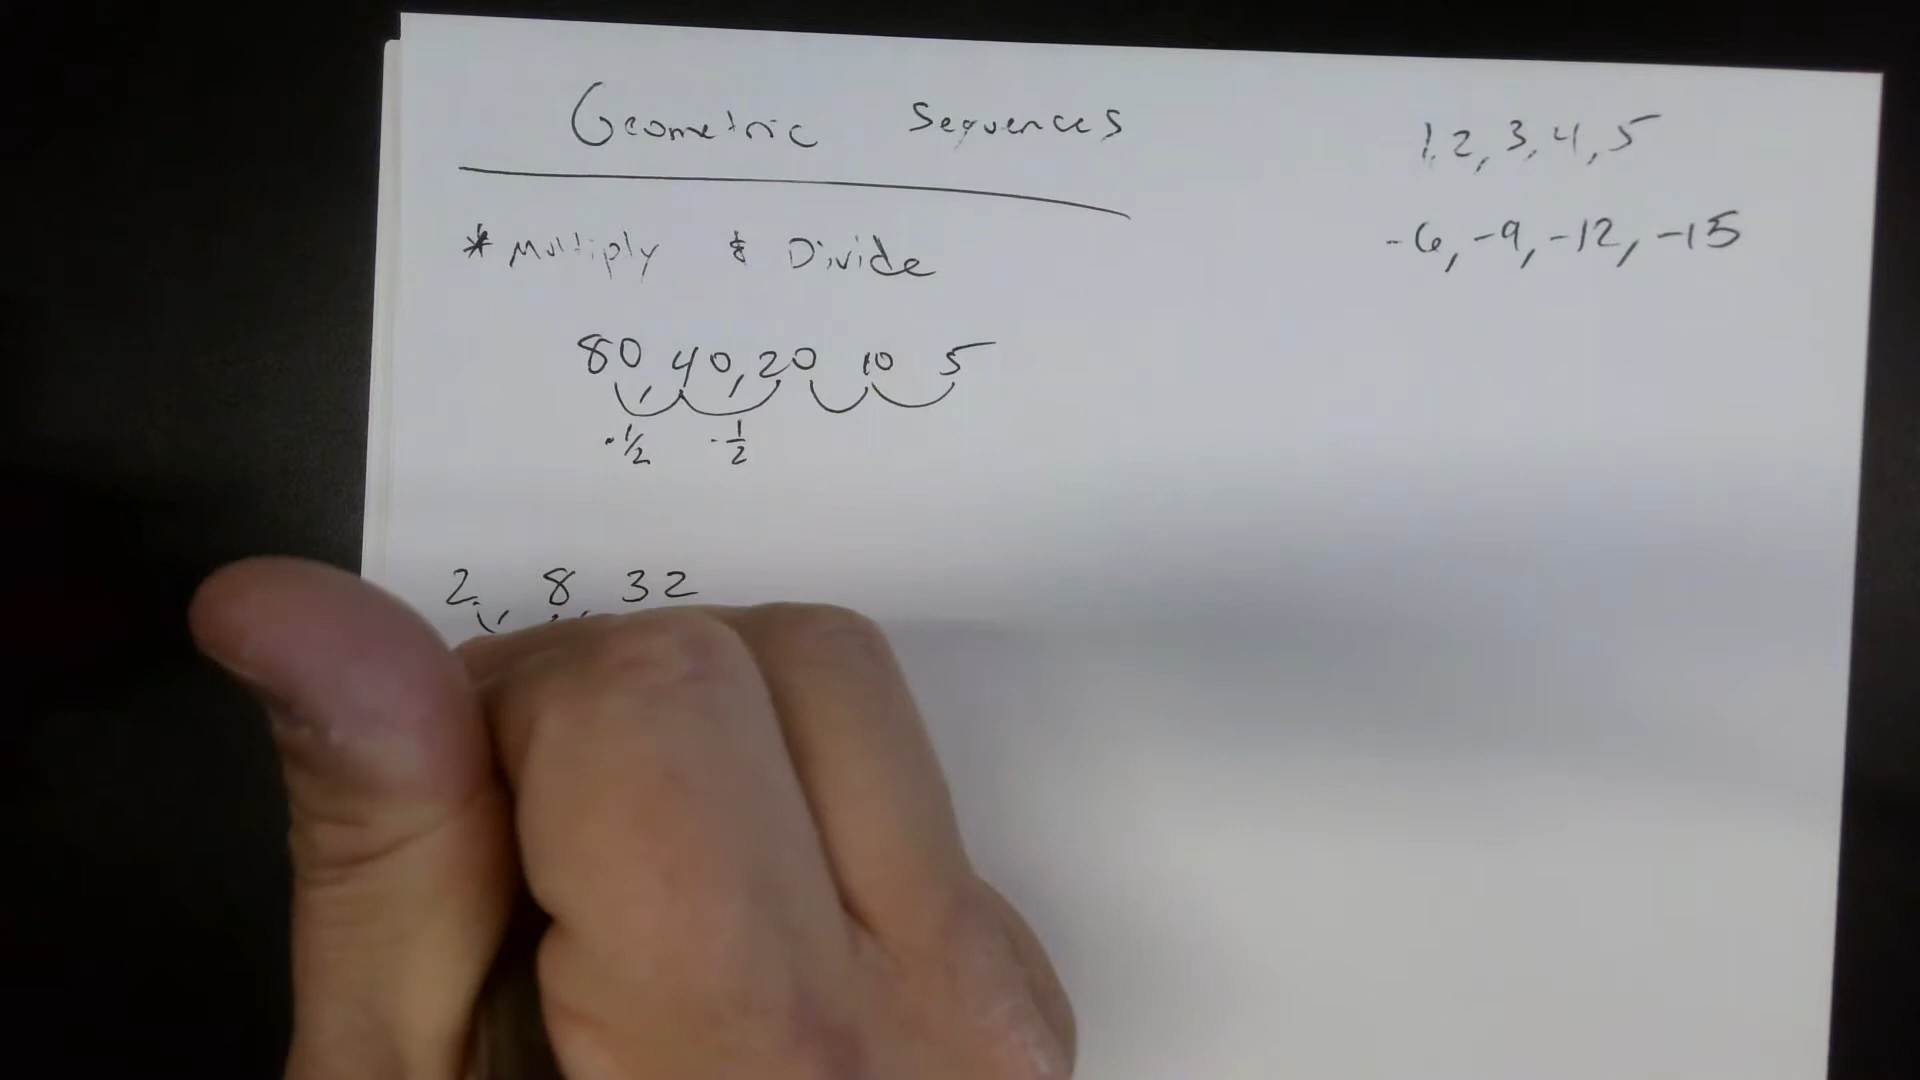 Geometric Sequences
1, 2, 3, 4, 5
-6, -9, -12, -15
* Multiply & Divide
80, 40, 20 10 5
· 1/2 · 1/2
2, 8, 32